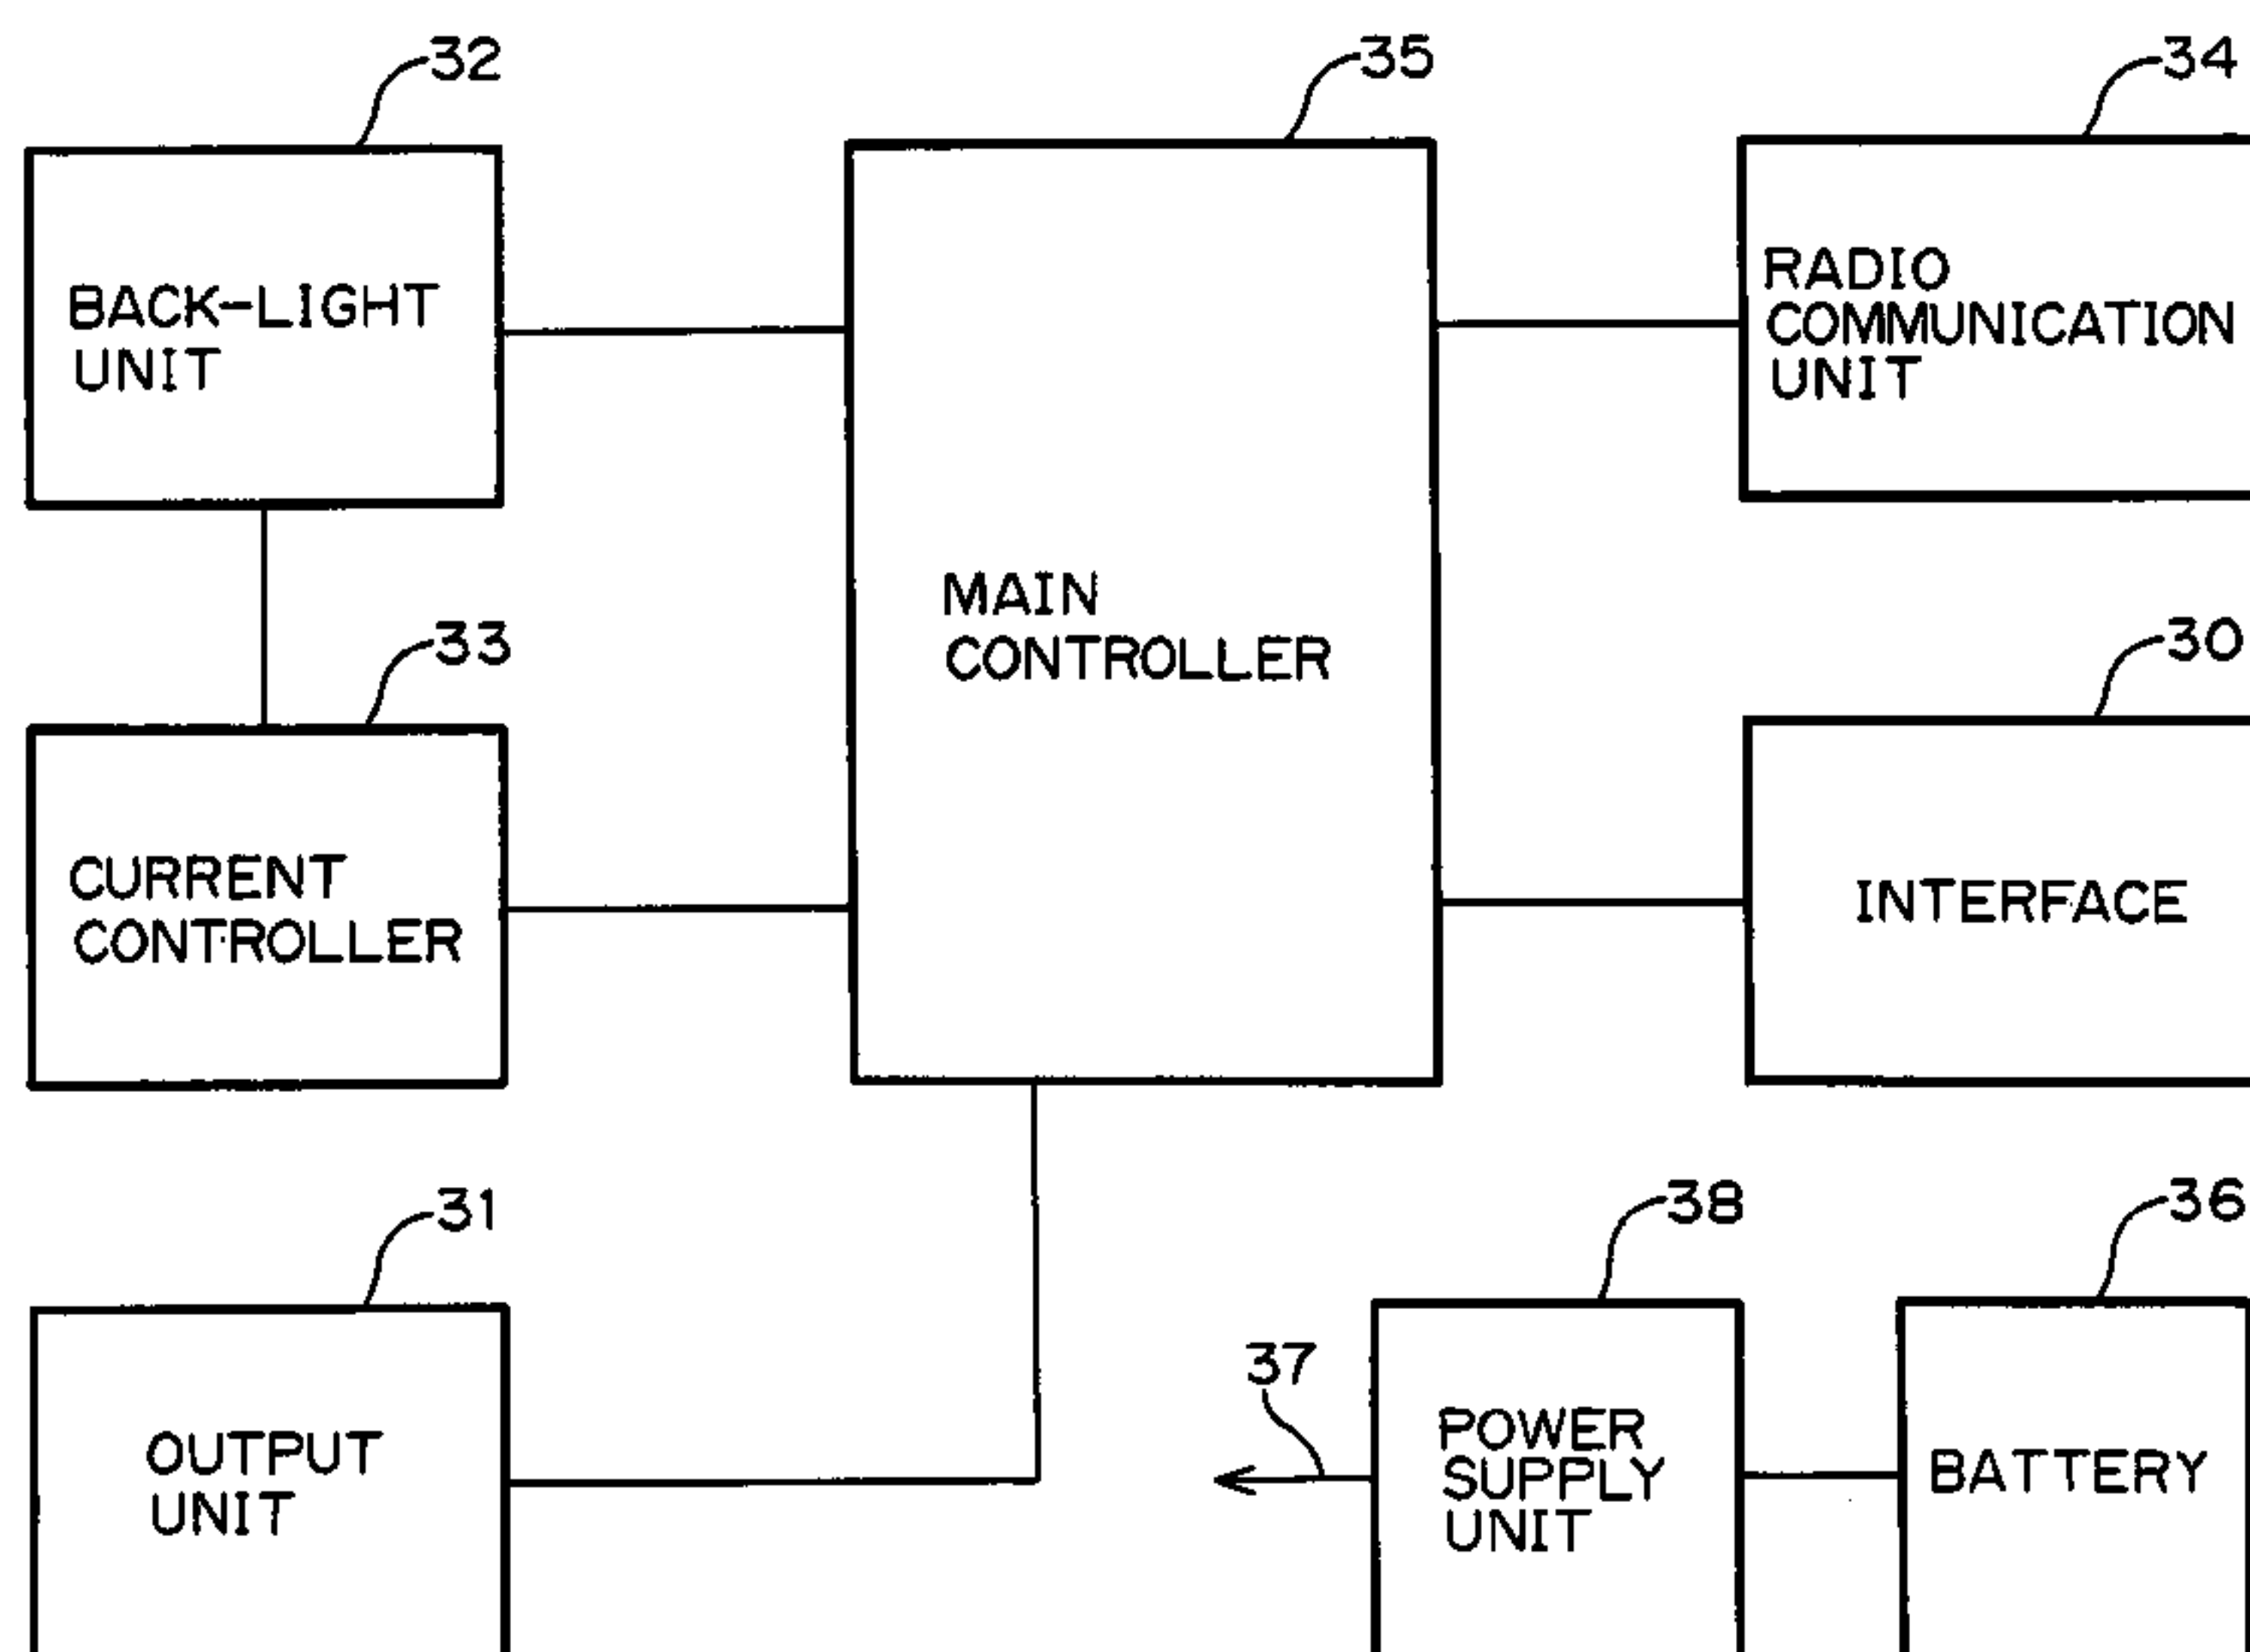 32
35
34
BACK-LIGHT
UNIT
RADIO
COMMUNICATION
UNIT
MAIN
CONTROLLER
33
30
CURRENT
CONTROLLER
INTERFACE
31
38
36
37
OUTPUT
UNIT
POWER
SUPPLY
UNIT
BATTERY